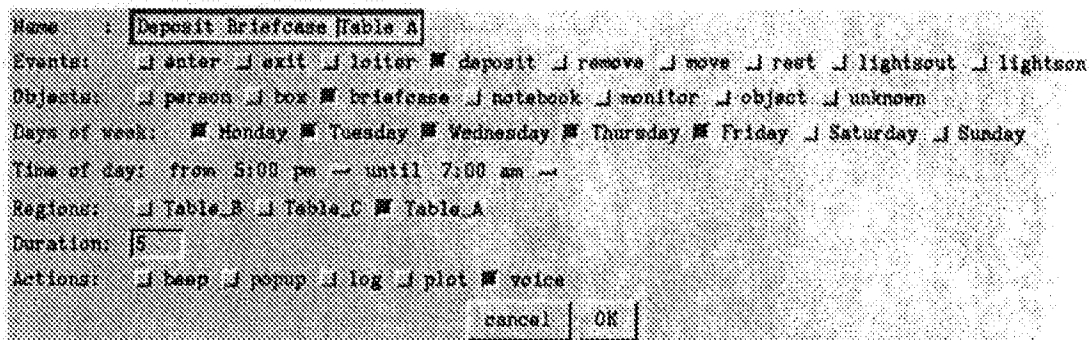 Name : Deposit Briefcase Table A
Events: enter exit loiter deposit remove move rest lightsout lightson
Objects: person box briefcase notebook monitor object unknown
Days of week: Monday Tuesday Wednesday Thursday Friday Saturday Sunday
Time of day: from 5:00 pm until 7:00 am
Regions: Table_B Table_C Table_A
Duration: 5
Actions: beep popup log plot voice
cancel OK